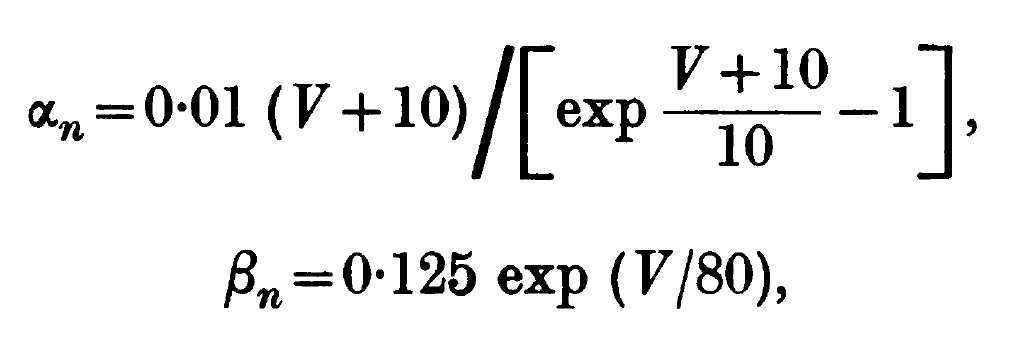 αₙ = 0·01 (V + 10) / [exp (V + 10)/10 − 1],
βₙ = 0·125 exp (V/80),